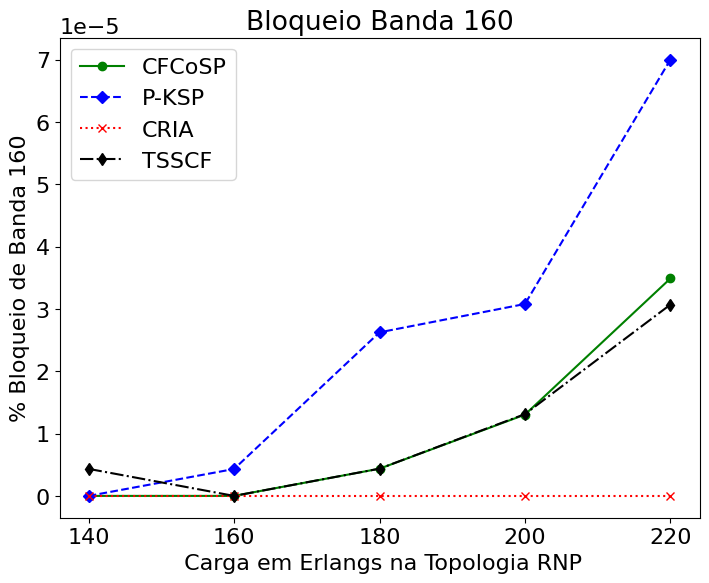 Bloqueio Banda 160
1e−5
CFCoSP
P-KSP
CRIA
TSSCF
% Bloqueio de Banda 160
7
6
5
4
3
2
1
0
140 160 180 200 220
Carga em Erlangs na Topologia RNP